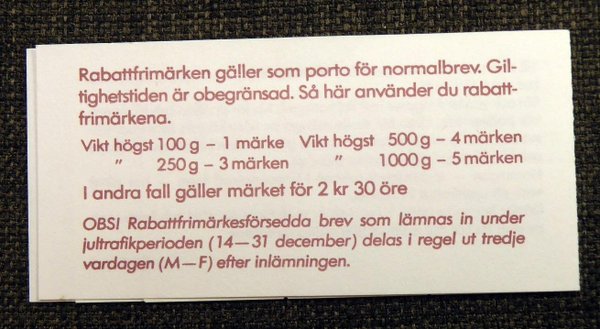 Rabattfrimärken gäller som porto för normalbrev. Gil-
tighetstiden är obegränsad. Så här använder du rabatt-
frimärkena.
Vikt högst 100 g – 1 märke Vikt högst 500 g – 4 märken
" 250 g – 3 märken " 1000 g – 5 märken
I andra fall gäller märket för 2 kr 30 öre
OBS! Rabattfrimärkesförsedda brev som lämnas in under
jultrafikperioden (14—31 december) delas i regel ut tredje
vardagen (M—F) efter inlämningen.